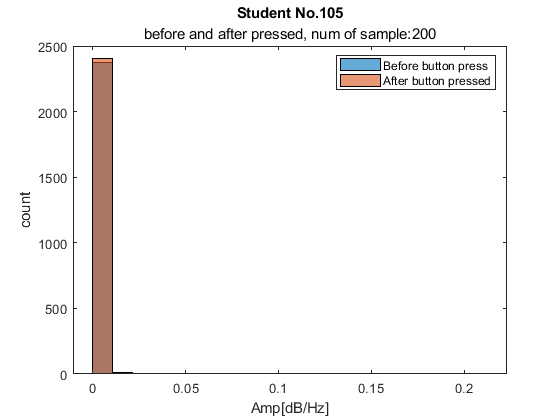 Student No.105
before and after pressed, num of sample:200
2500
2000
1500
1000
500
0
count
Before button press
After button pressed
0 0.05 0.1 0.15 0.2
Amp[dB/Hz]